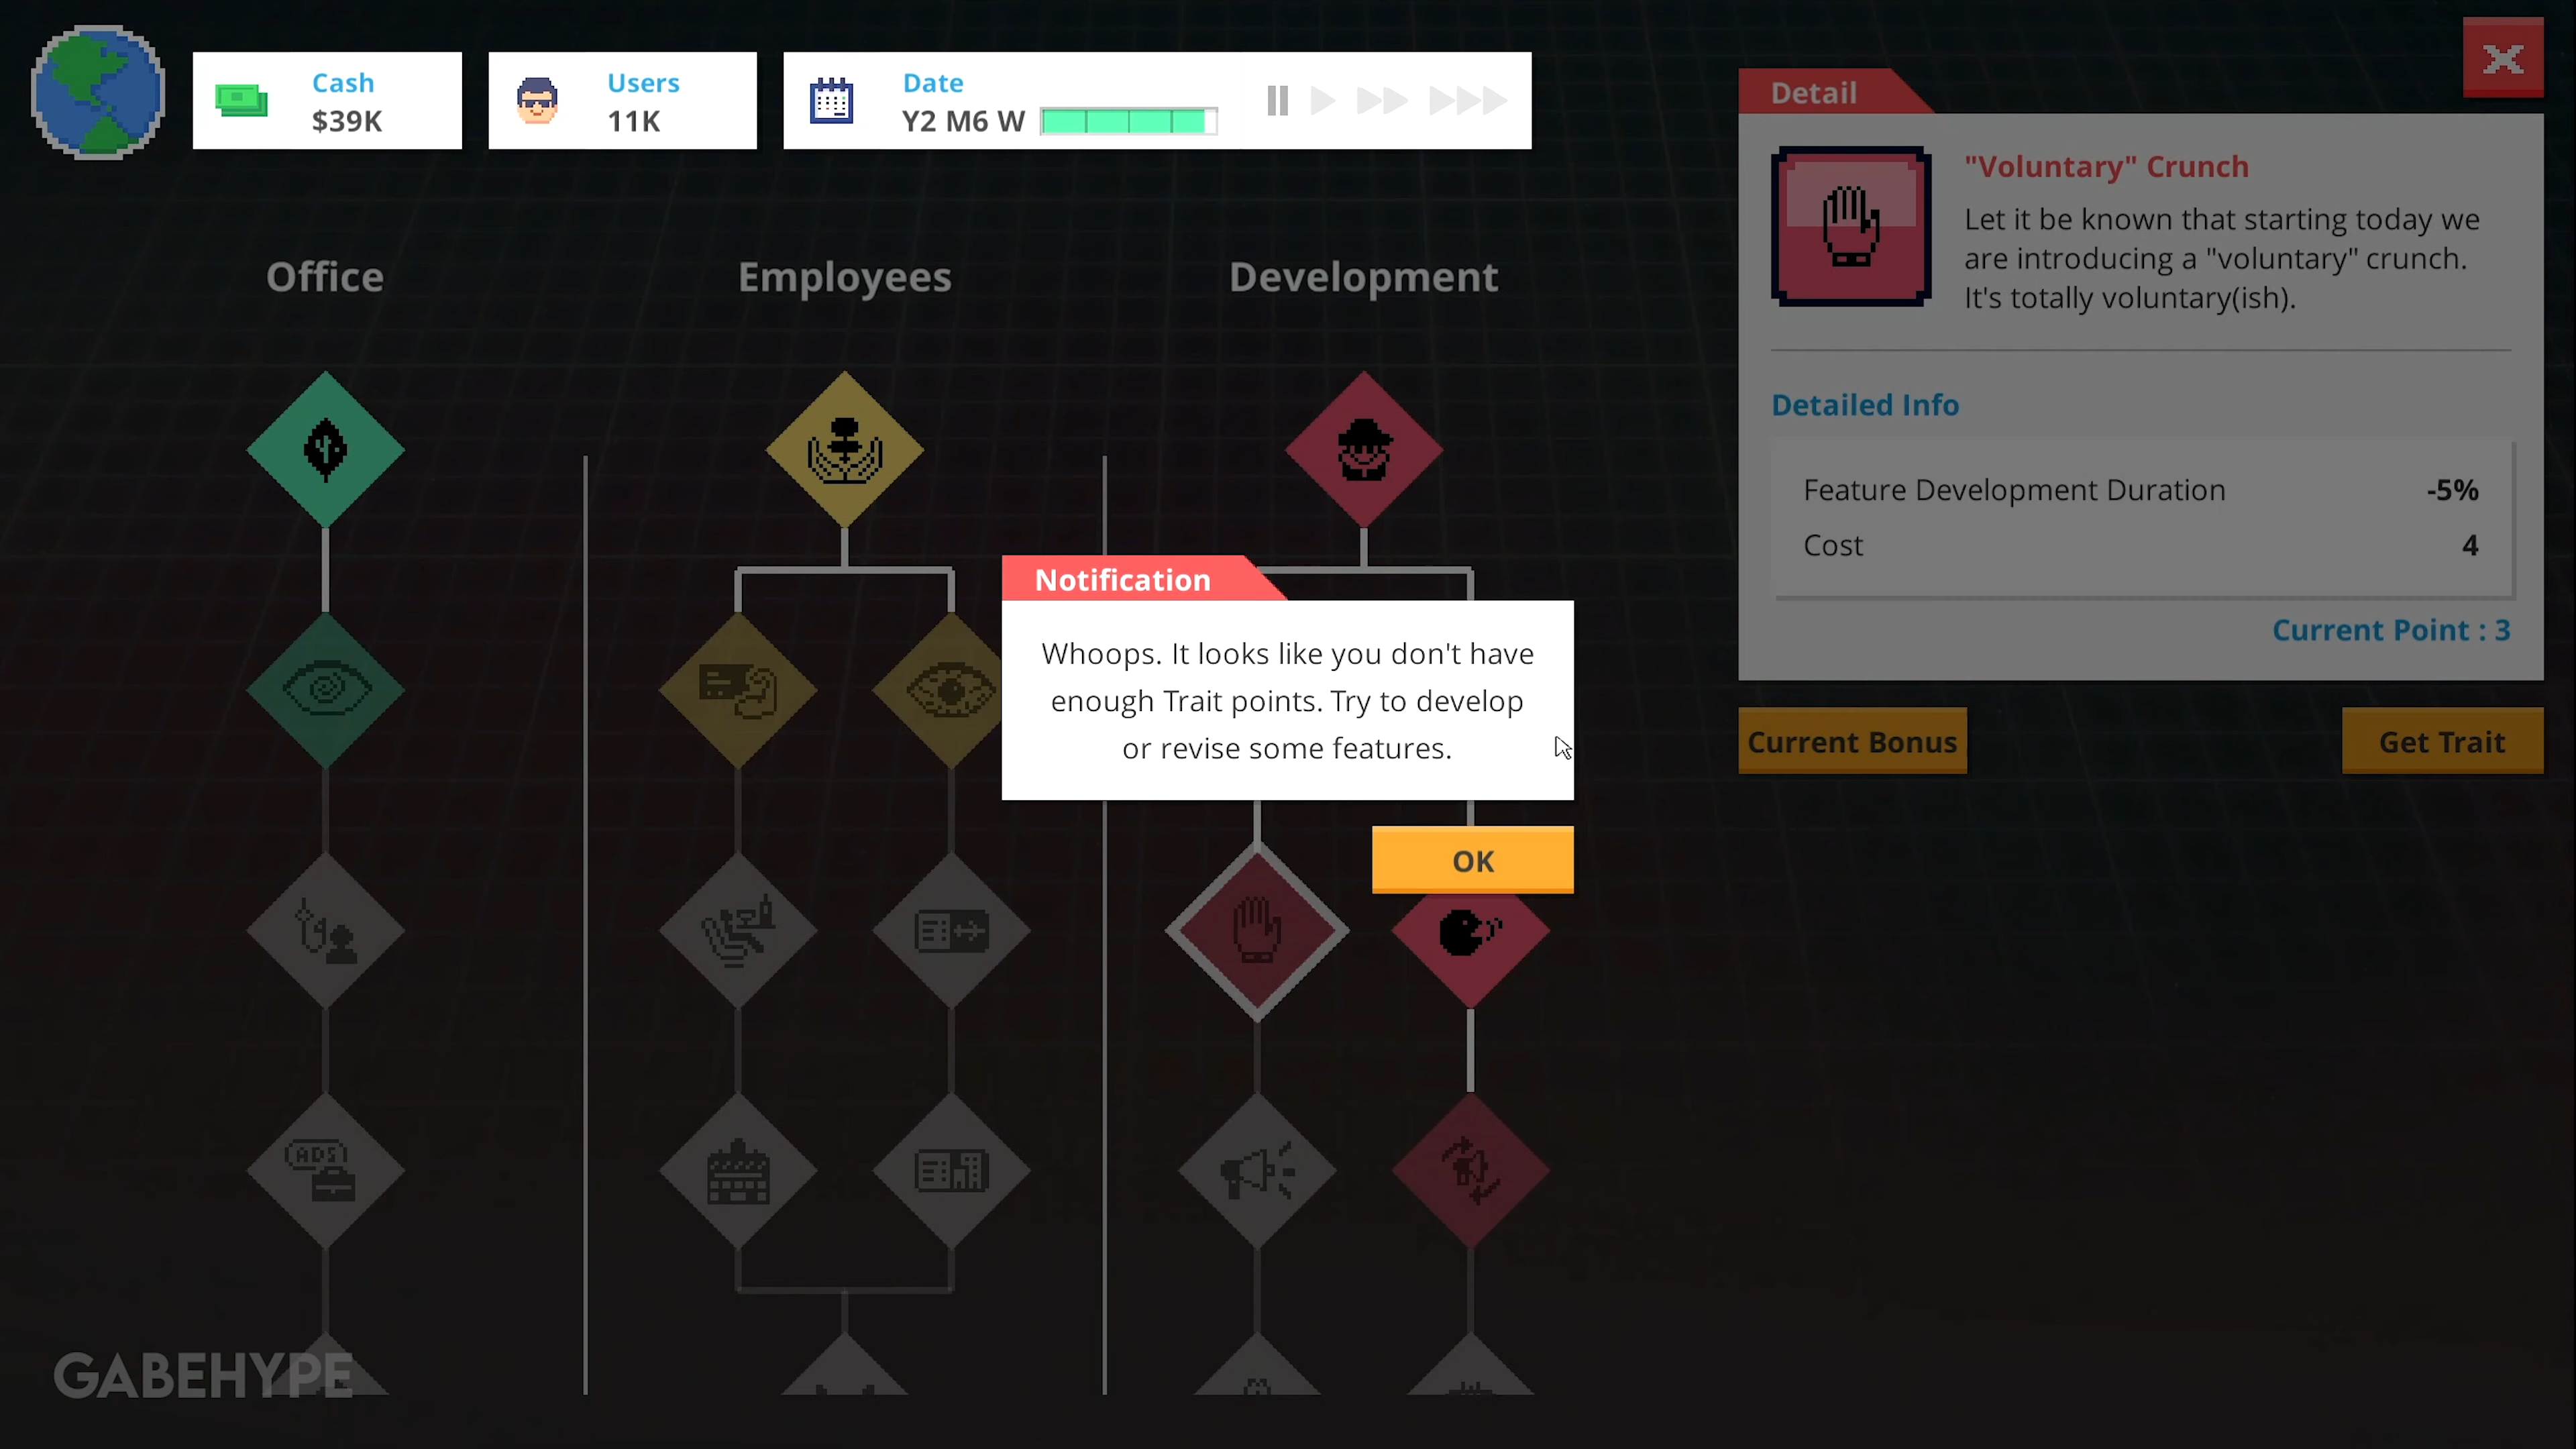 Cash
$39K
Users
11K
Date
Y2 M6 W
Detail
"Voluntary" Crunch
Let it be known that starting today we
are introducing a "voluntary" crunch.
It's totally voluntary(ish).
Detailed Info
Feature Development Duration -5%
Cost 4
Current Point : 3
Current Bonus
Get Trait
Office
Employees
Development
Notification
Whoops. It looks like you don't have
enough Trait points. Try to develop
or revise some features.
OK
ADS
GABEHYPE